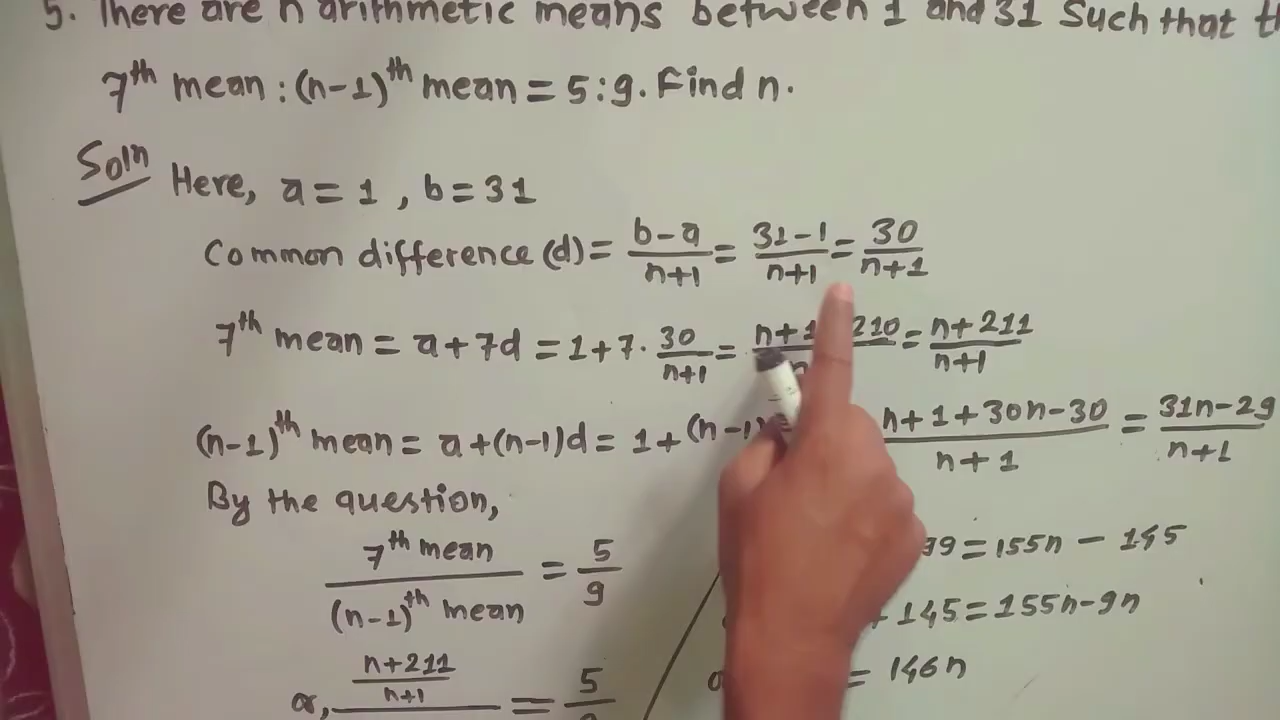 5. There are n arithmetic means between 1 and 31 Such that
7th mean : (n-1)th mean = 5:9. Find n.
Soln Here, a = 1, b = 31
Common difference (d) = b-a/n+1 = 31-1/n+1 = 30/n+1
7th mean = a+7d = 1+7. 30/n+1 = n+1 210/n = n+211/n+1
(n-1)th mean = a+(n-1)d = 1+(n-1) n+1+30n-30/n+1 = 31n-29/n+1
By the question,
7th mean/(n-1)th mean = 5/9
or, n+211/n+1 = 5
99 = 155n - 145
+ 145 = 155n-9n
= 146n